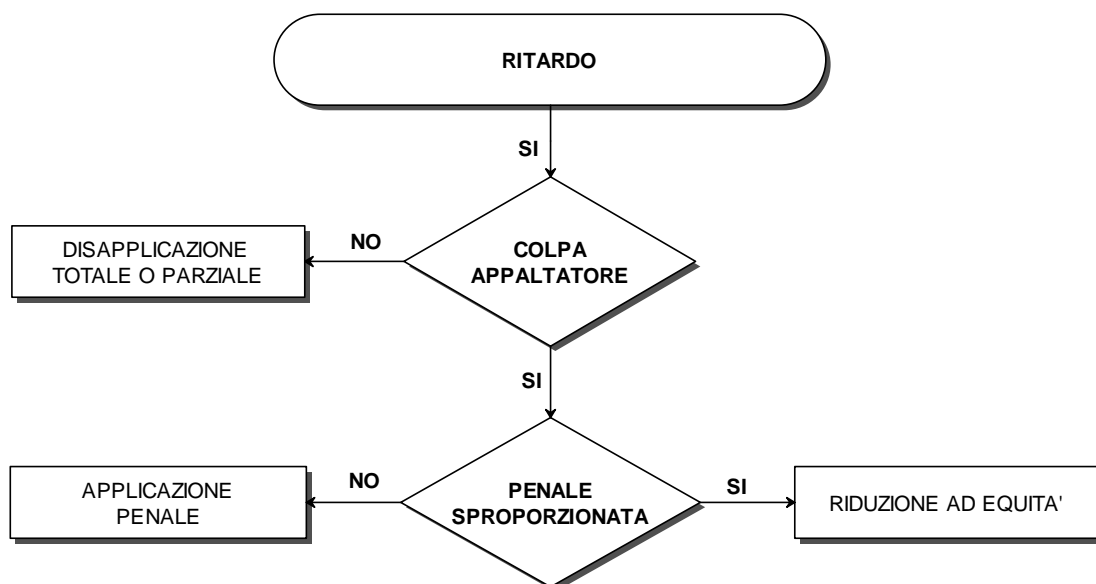 RITARDO
SI
NO
DISAPPLICAZIONE
TOTALE O PARZIALE
COLPA
APPALTATORE
SI
NO
SI
APPLICAZIONE
PENALE
PENALE
SPROPORZIONATA
RIDUZIONE AD EQUITA'